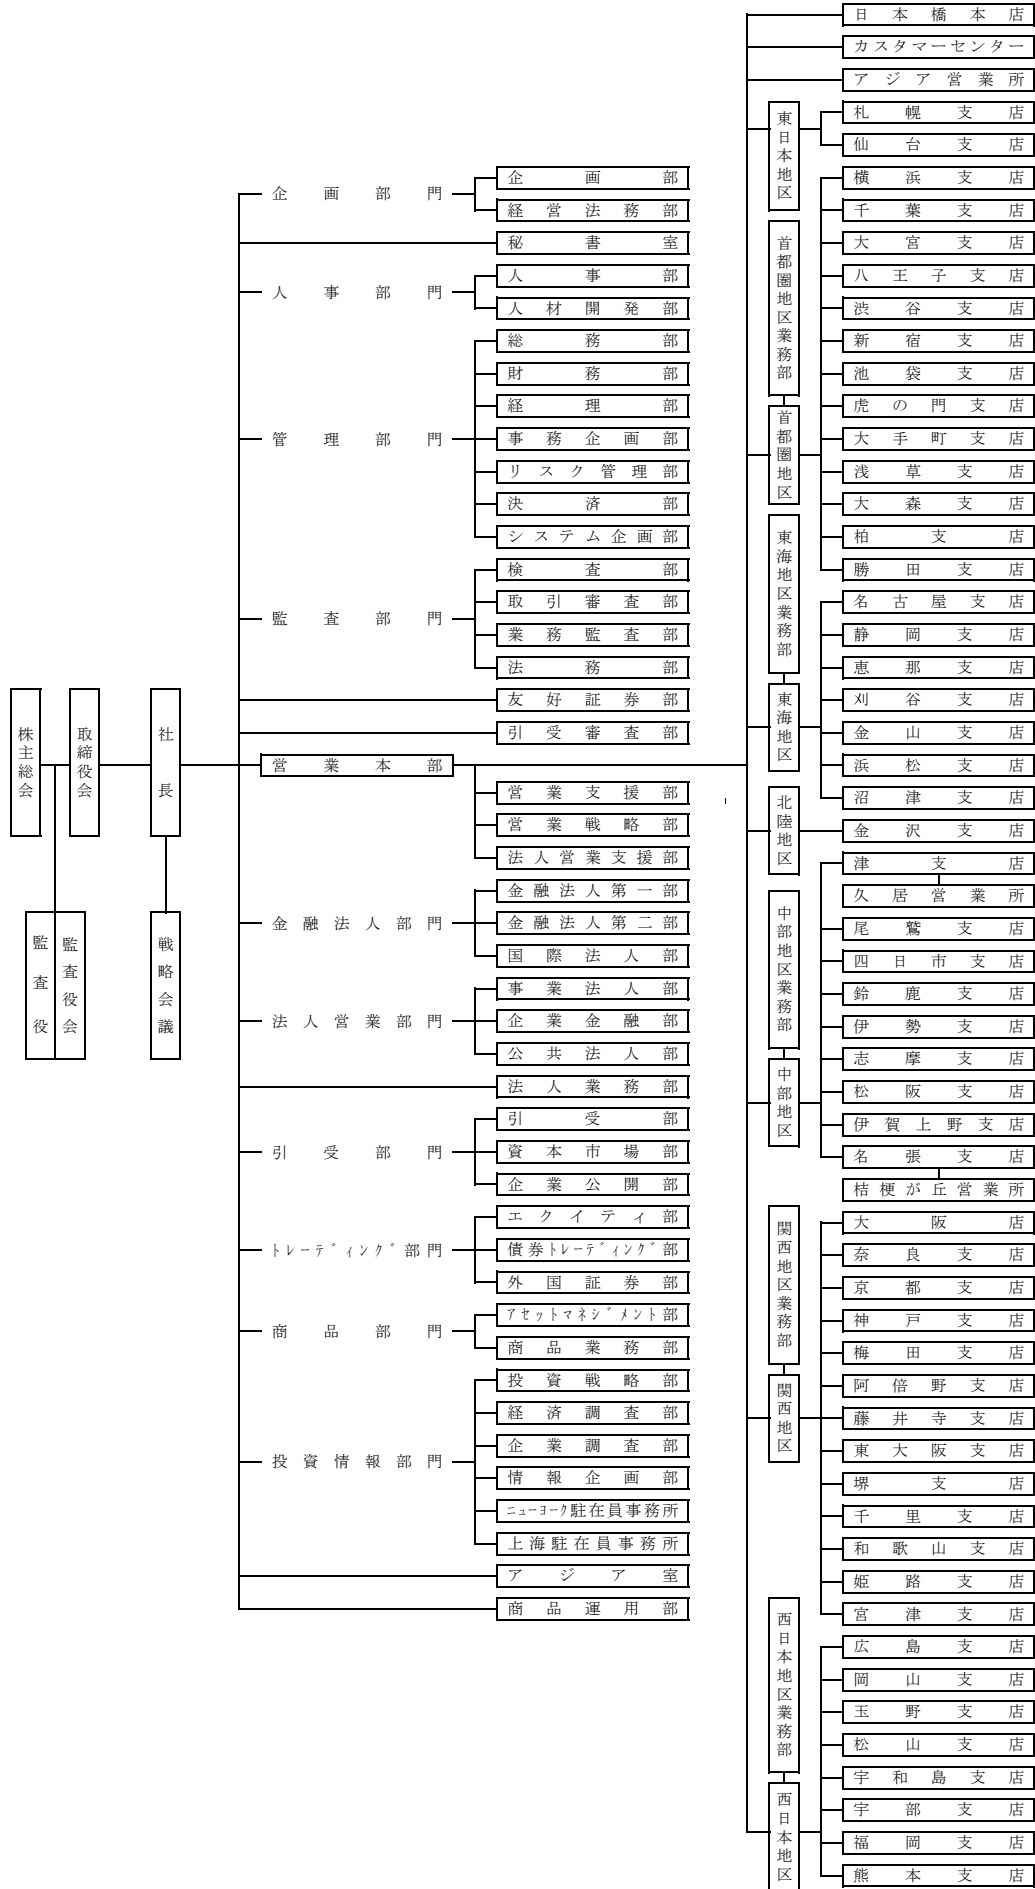 株主総会
取締役会
監査役
監査役会
社長
戦略会議
企画部門
企画部
経営法務部
秘書室
人事部門
人事部
人材開発部
管理部門
総務部
財務部
経理部
事務企画部
リスク管理部
決済部
システム企画部
監査部門
検査部
取引審査部
業務監査部
法務部
友好証券部
引受審査部
営業本部
営業支援部
営業戦略部
法人営業支援部
金融法人部門
金融法人第一部
金融法人第二部
国際法人部
法人営業部門
事業法人部
企業金融部
公共法人部
法人業務部
引受部門
引受部
資本市場部
企業公開部
トレーディング部門
エクイティ部
債券トレーディング部
外国証券部
商品部門
アセットマネジメント部
商品業務部
投資情報部門
投資戦略部
経済調査部
企業調査部
情報企画部
ニューヨーク駐在員事務所
上海駐在員事務所
アジア室
商品運用部
日本橋本店
カスタマーセンター
アジア営業所
東日本地区
札幌支店
仙台支店
首都圏地区業務部
首都圏地区
横浜支店
千葉支店
大宮支店
八王子支店
渋谷支店
新宿支店
池袋支店
虎の門支店
大手町支店
浅草支店
大森支店
柏支店
勝田支店
東海地区業務部
東海地区
名古屋支店
静岡支店
恵那支店
刈谷支店
金山支店
浜松支店
沼津支店
北陸地区
金沢支店
中部地区業務部
中部地区
津支店
久居営業所
尾鷲支店
四日市支店
鈴鹿支店
伊勢支店
志摩支店
松阪支店
伊賀上野支店
名張支店
桔梗が丘営業所
関西地区業務部
関西地区
大阪店
奈良支店
京都支店
神戸支店
梅田支店
阿倍野支店
藤井寺支店
東大阪支店
堺支店
千里支店
和歌山支店
姫路支店
宮津支店
西日本地区業務部
西日本地区
広島支店
岡山支店
玉野支店
松山支店
宇和島支店
宇部支店
福岡支店
熊本支店